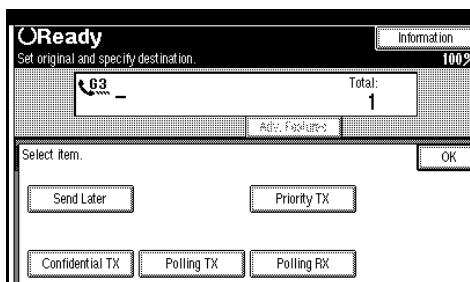 Ready
Information
Set original and specify destination.
100%
G3
Total:
1
Adv. Features
Select item.
OK
Send Later
Priority TX
Confidential TX
Polling TX
Polling RX